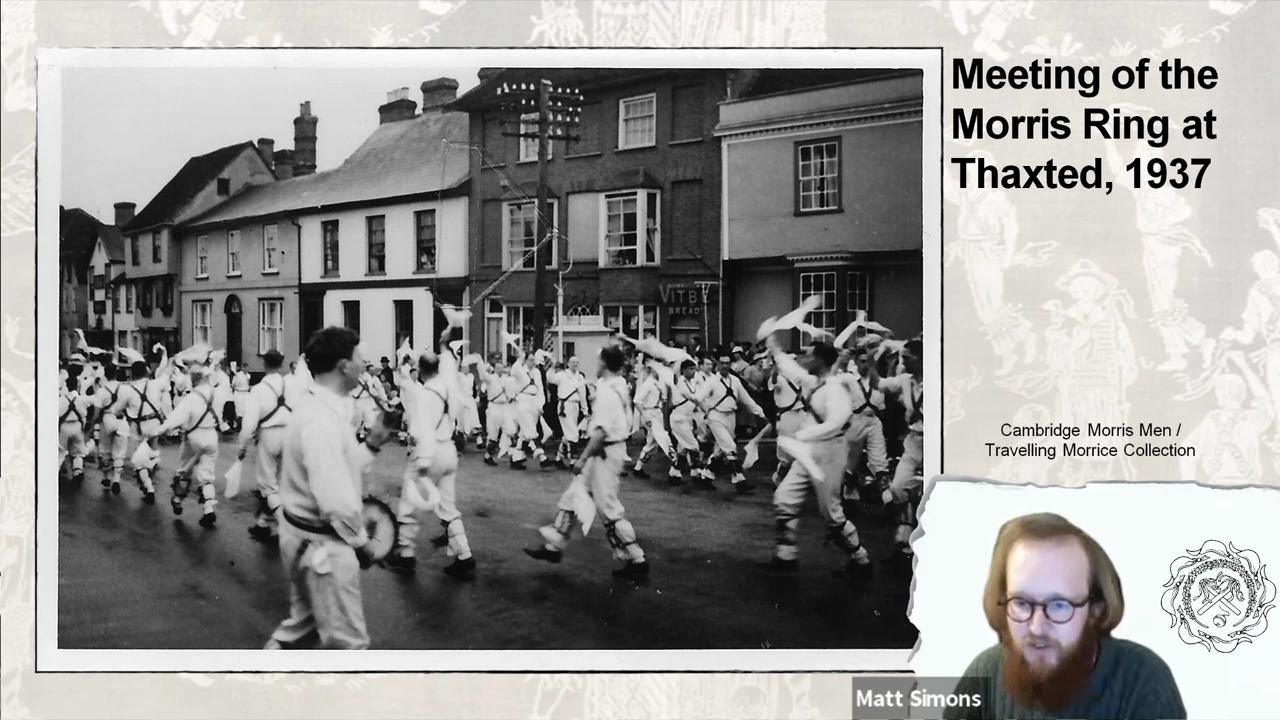 Meeting of the
Morris Ring at
Thaxted, 1937
VITBE
BREAD
Cambridge Morris Men /
Travelling Morrice Collection
Matt Simons